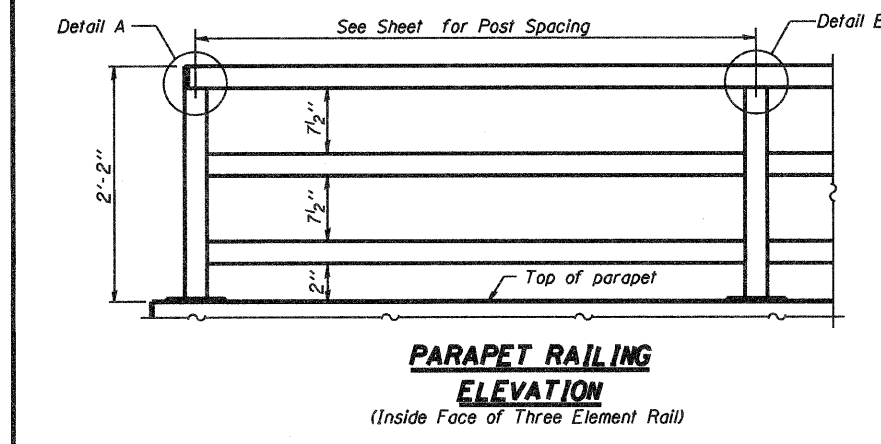 Detail A
See Sheet for Post Spacing
Detail
7½"
2'-2"
7½"
2"
Top of parapet
PARAPET RAILING
ELEVATION
(Inside Face of Three Element Rail)